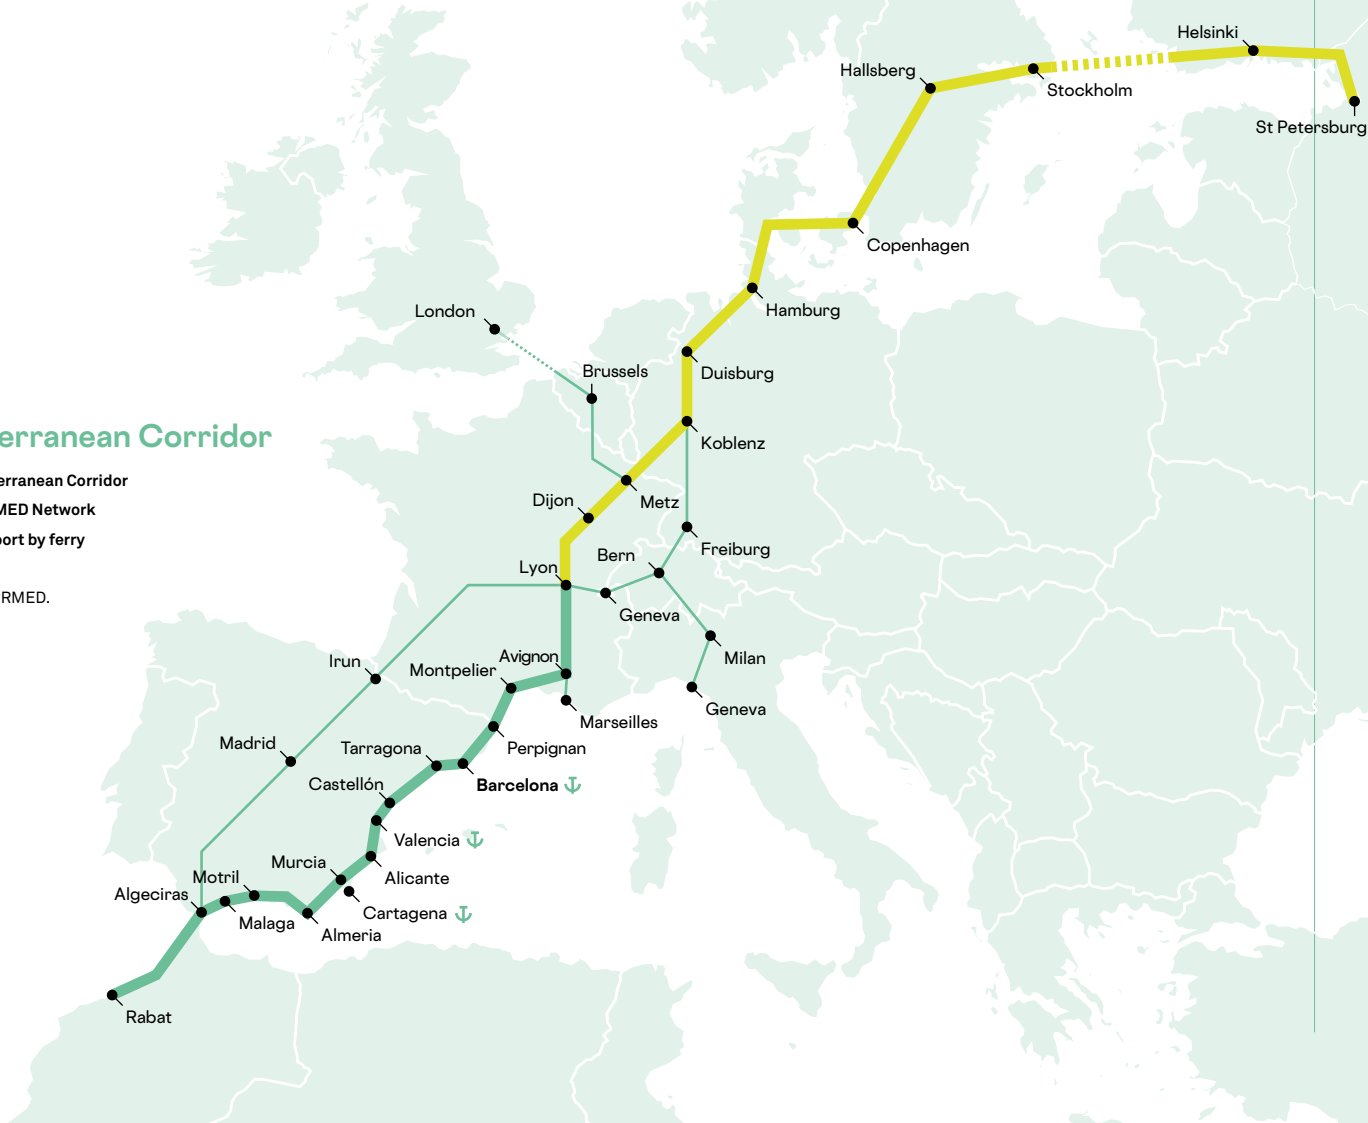 Helsinki
Hallsberg
Stockholm
St Petersburg
Copenhagen
London
Hamburg
Brussels
Duisburg
erranean Corridor
Koblenz
erranean Corridor
Dijon
Metz
MED Network
port by ferry
Bern
Freiburg
Lyon
RMED.
Geneva
Irun
Montpelier
Avignon
Milan
Geneva
Marseilles
Madrid
Tarragona
Perpignan
Castellón
Barcelona
Valencia
Murcia
Motril
Alicante
Algeciras
Cartagena
Malaga
Almeria
Rabat